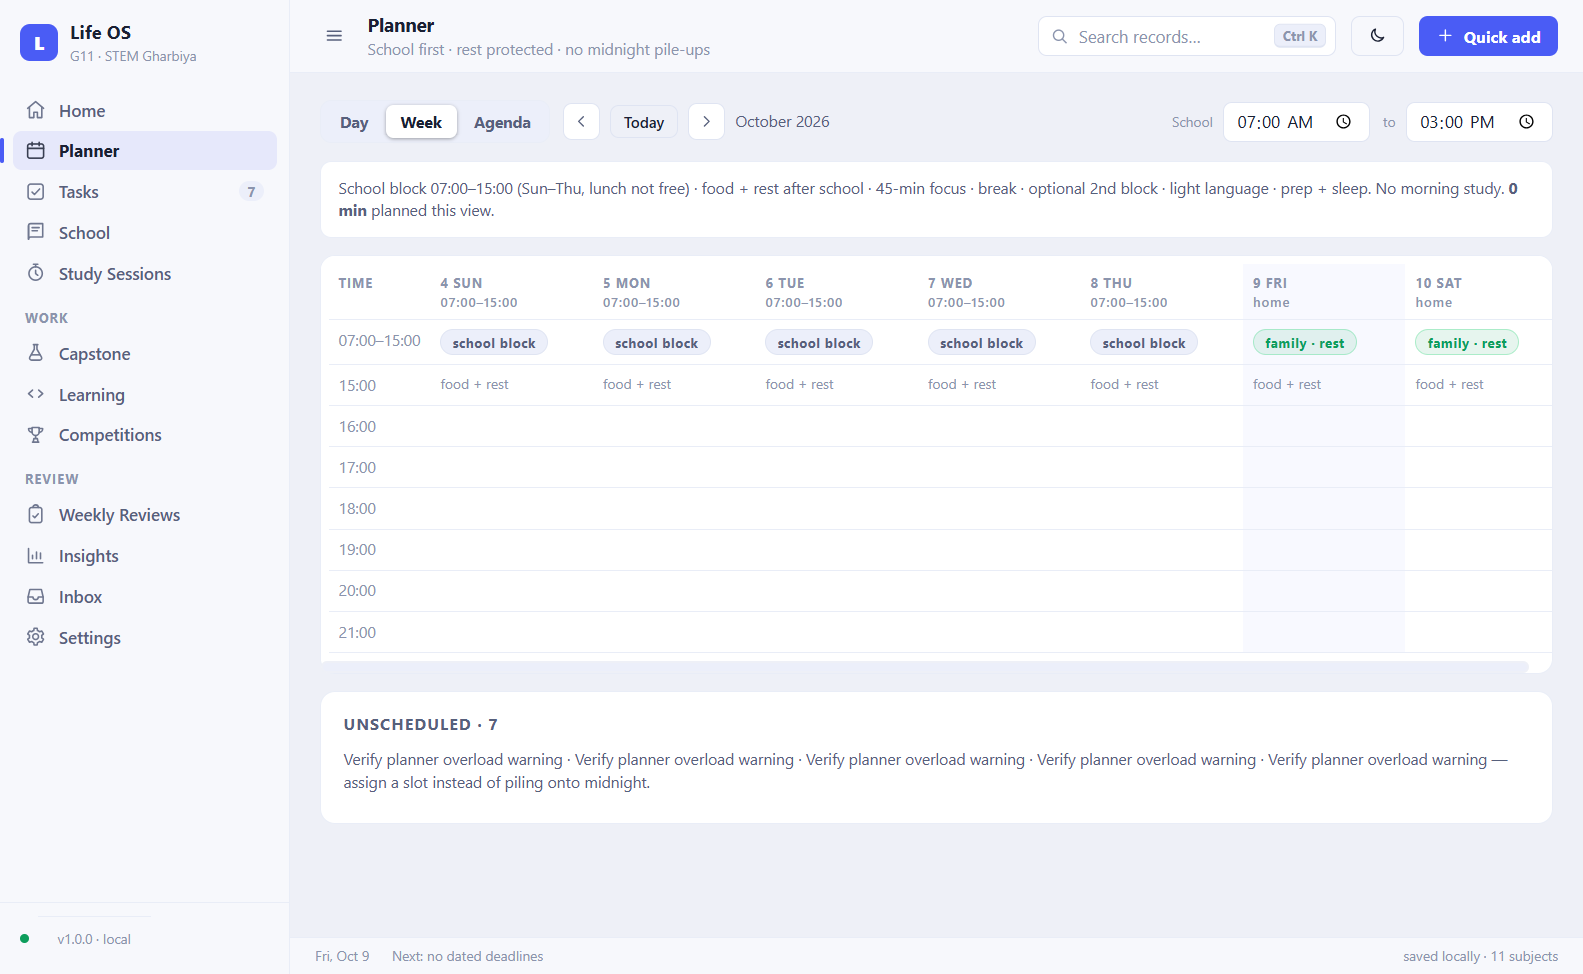 L
Life OS
G11 · STEM Gharbiya
Home
Planner
Tasks 7
School
Study Sessions
WORK
Capstone
Learning
Competitions
REVIEW
Weekly Reviews
Insights
Inbox
Settings
v1.0.0 · local
Planner
School first · rest protected · no midnight pile-ups
Search records... Ctrl K
Quick add
Day Week Agenda Today October 2026 School 07:00 AM to 03:00 PM
School block 07:00–15:00 (Sun–Thu, lunch not free) · food + rest after school · 45-min focus · break · optional 2nd block · light language · prep + sleep. No morning study. 0
min planned this view.
TIME 4 SUN 5 MON 6 TUE 7 WED 8 THU 9 FRI 10 SAT
07:00–15:00 07:00–15:00 07:00–15:00 07:00–15:00 07:00–15:00 home home
07:00–15:00 school block school block school block school block school block family · rest family · rest
15:00 food + rest food + rest food + rest food + rest food + rest food + rest food + rest
16:00
17:00
18:00
19:00
20:00
21:00
UNSCHEDULED · 7
Verify planner overload warning · Verify planner overload warning · Verify planner overload warning · Verify planner overload warning · Verify planner overload warning —
assign a slot instead of piling onto midnight.
Fri, Oct 9 Next: no dated deadlines saved locally · 11 subjects